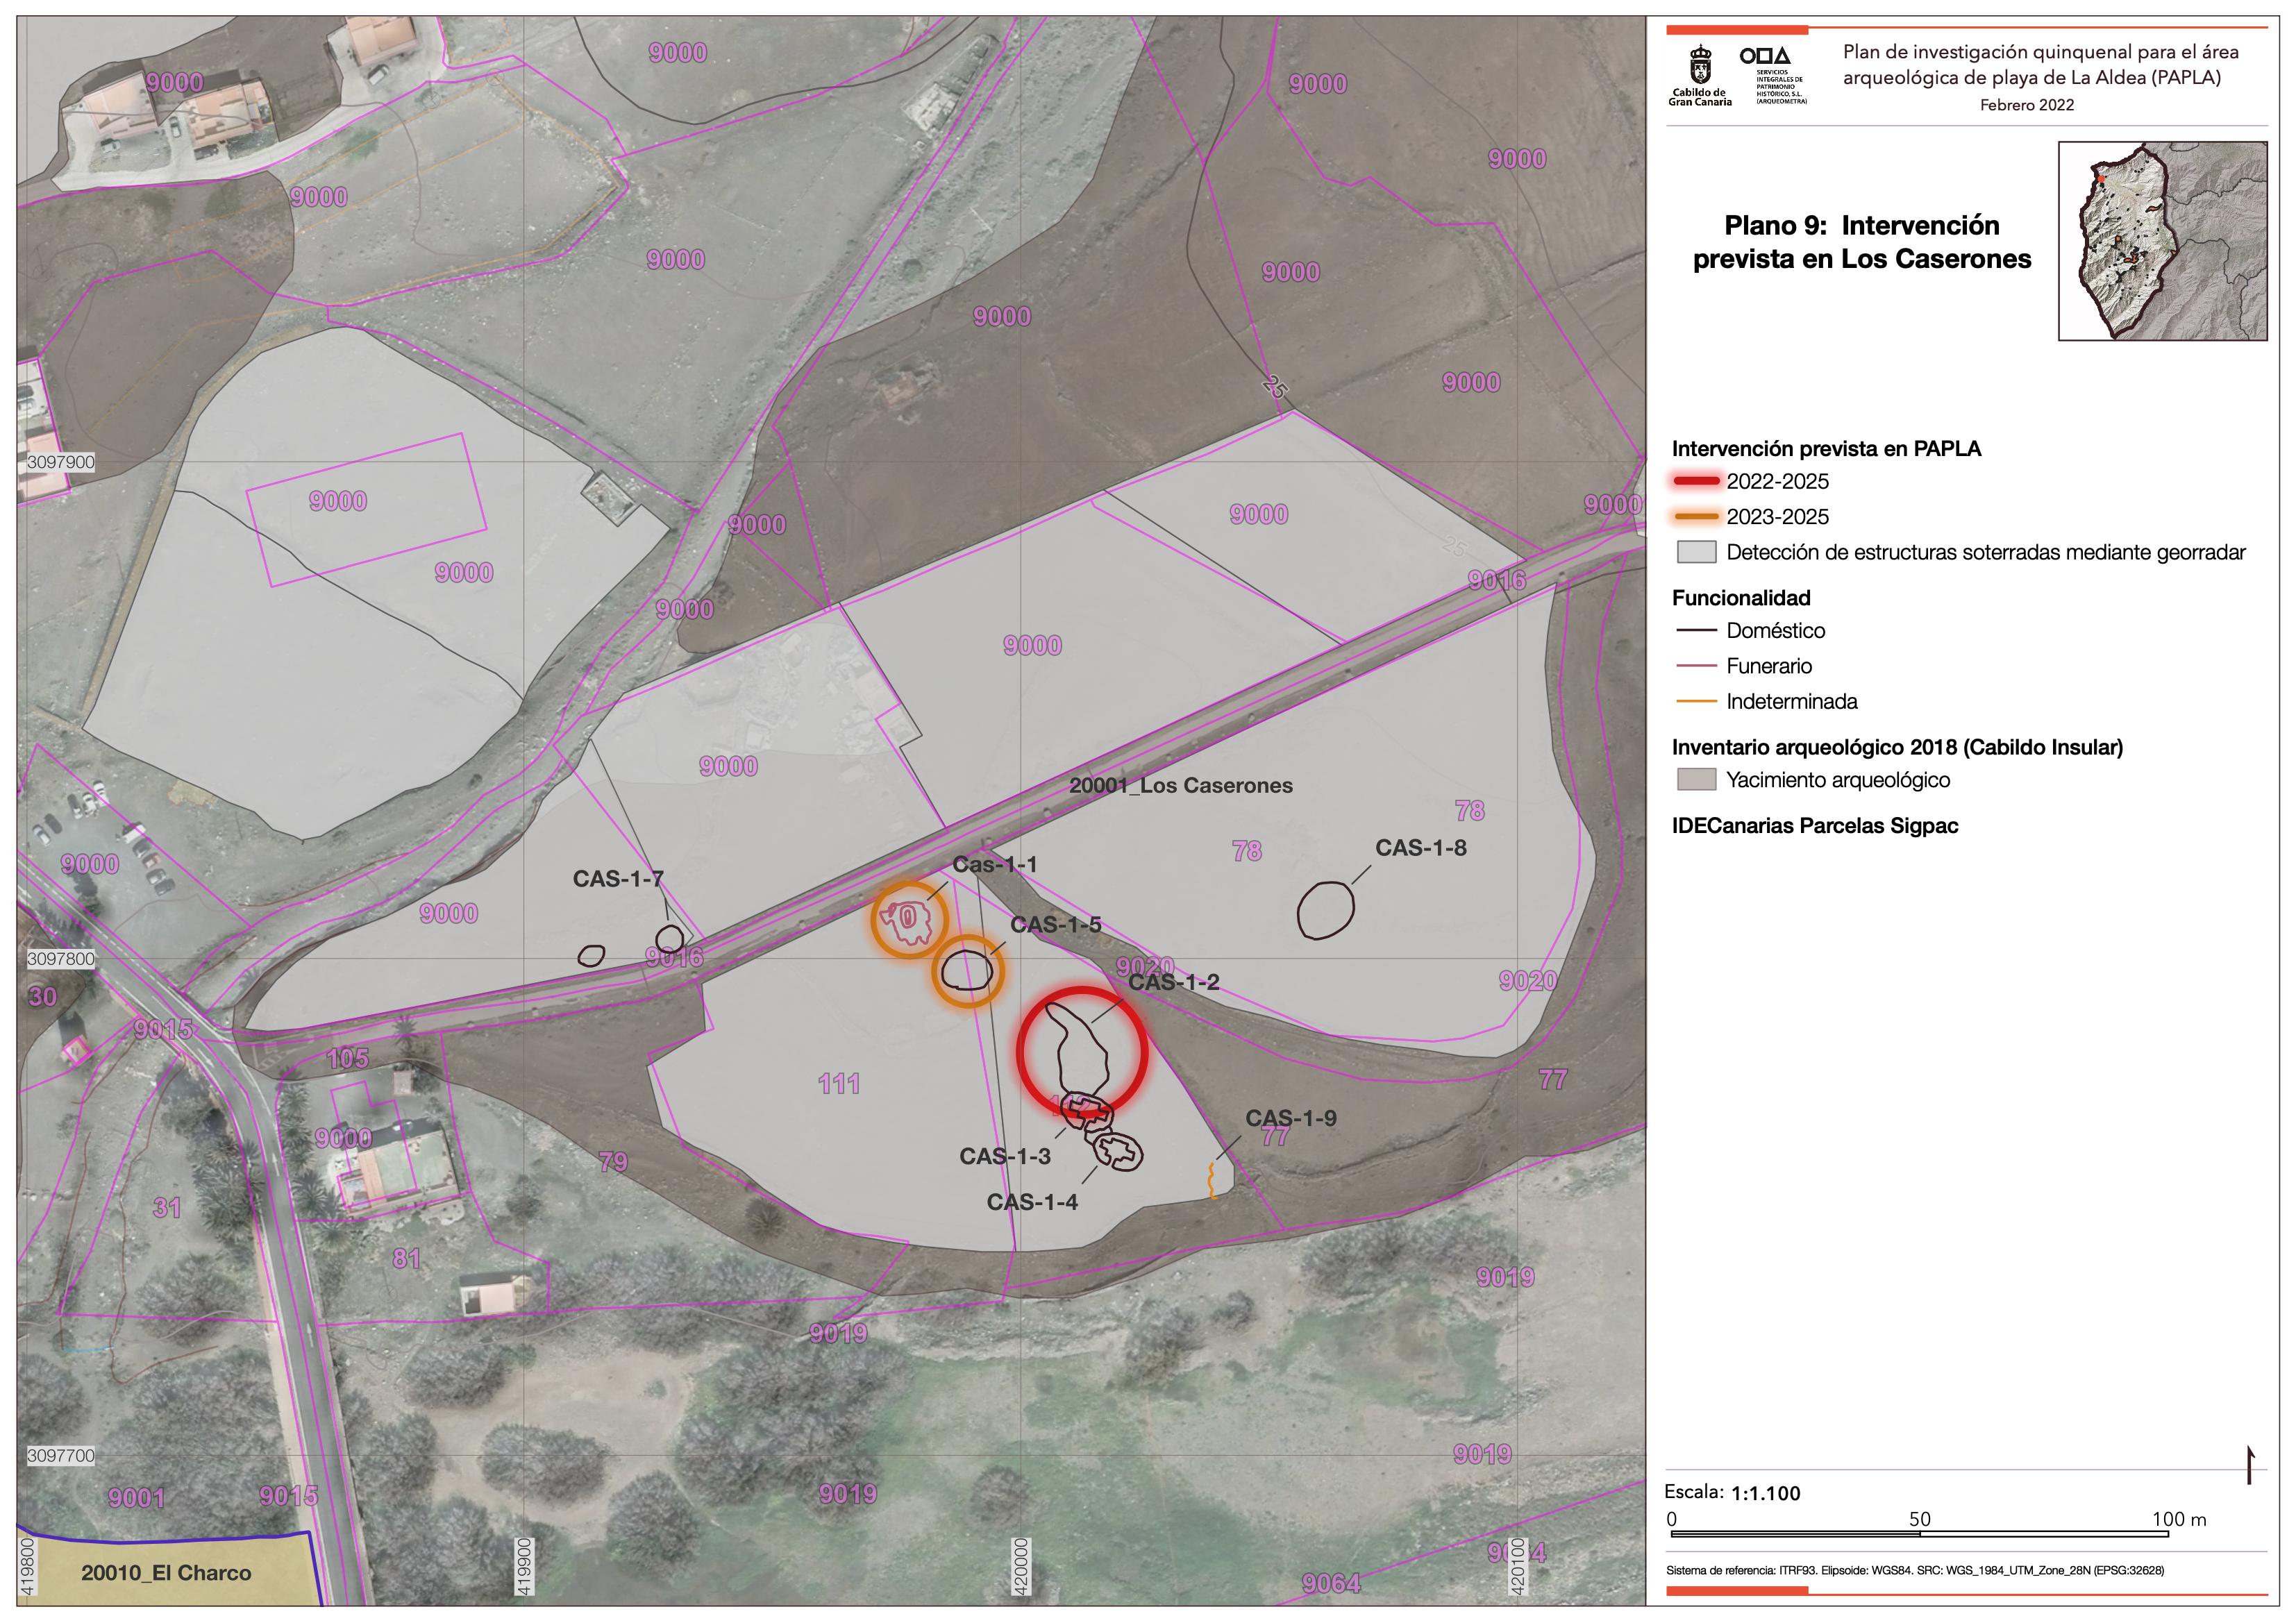 Cabildo de
Gran Canaria
SERVICIOS
INTEGRALES DE
PATRIMONIO
HISTÓRICO, S.L.
(ARQUEOMETRA)
Plan de investigación quinquenal para el área
arqueológica de playa de La Aldea (PAPLA)
Febrero 2022
Plano 9: Intervención
prevista en Los Caserones
Intervención prevista en PAPLA
2022-2025
2023-2025
Detección de estructuras soterradas mediante georradar
Funcionalidad
Doméstico
Funerario
Indeterminada
Inventario arqueológico 2018 (Cabildo Insular)
Yacimiento arqueológico
IDECanarias Parcelas Sigpac
Escala: 1:1.100
0 50 100 m
Sistema de referencia: ITRF93. Elipsoide: WGS84. SRC: WGS_1984_UTM_Zone_28N (EPSG:32628)
9000
9000
9000
9000
9000
9000
9000
9000
25
9000
3097900
9000
9000
9000
9000
25
9000
9016
9000
9000
9000
20001_Los Caserones
9000
78
78
CAS-1-8
9000
Cas-1-1
CAS-1-7
9000
CAS-1-5
3097800
9016
9020
CAS-1-2
9020
30
9015
105
111
77
112
CAS-1-9
9000
77
CAS-1-3
79
CAS-1-4
31
81
9019
9019
3097700
9019
9001
9015
9019
9064
9064
20010_El Charco
419800
419900
420000
420100